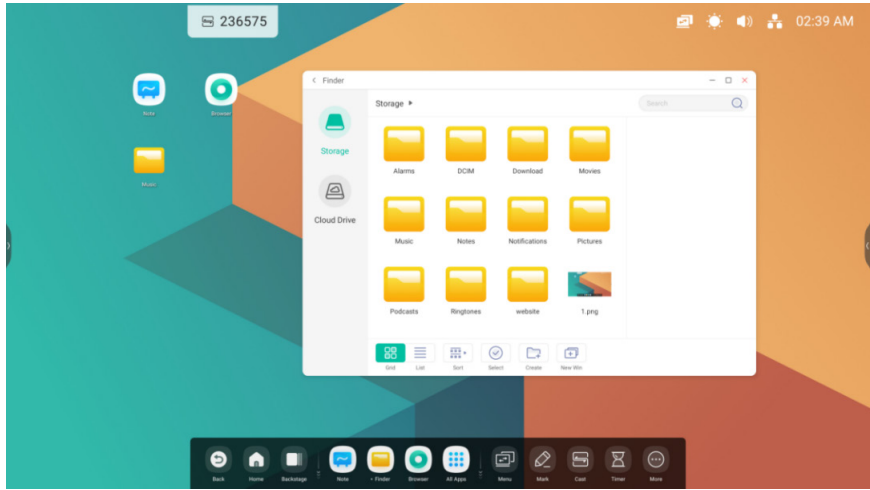 236575
02:39 AM
Note
Browser
Music
Finder
Storage
Search
Storage
Cloud Drive
Alarms
DCIM
Download
Movies
Music
Notes
Notifications
Pictures
Podcasts
Ringtones
website
1.png
Grid
List
Sort
Select
Create
New Win
Back
Home
Backstage
Note
• Finder
Browser
All Apps
Menu
Mark
Cast
Timer
More